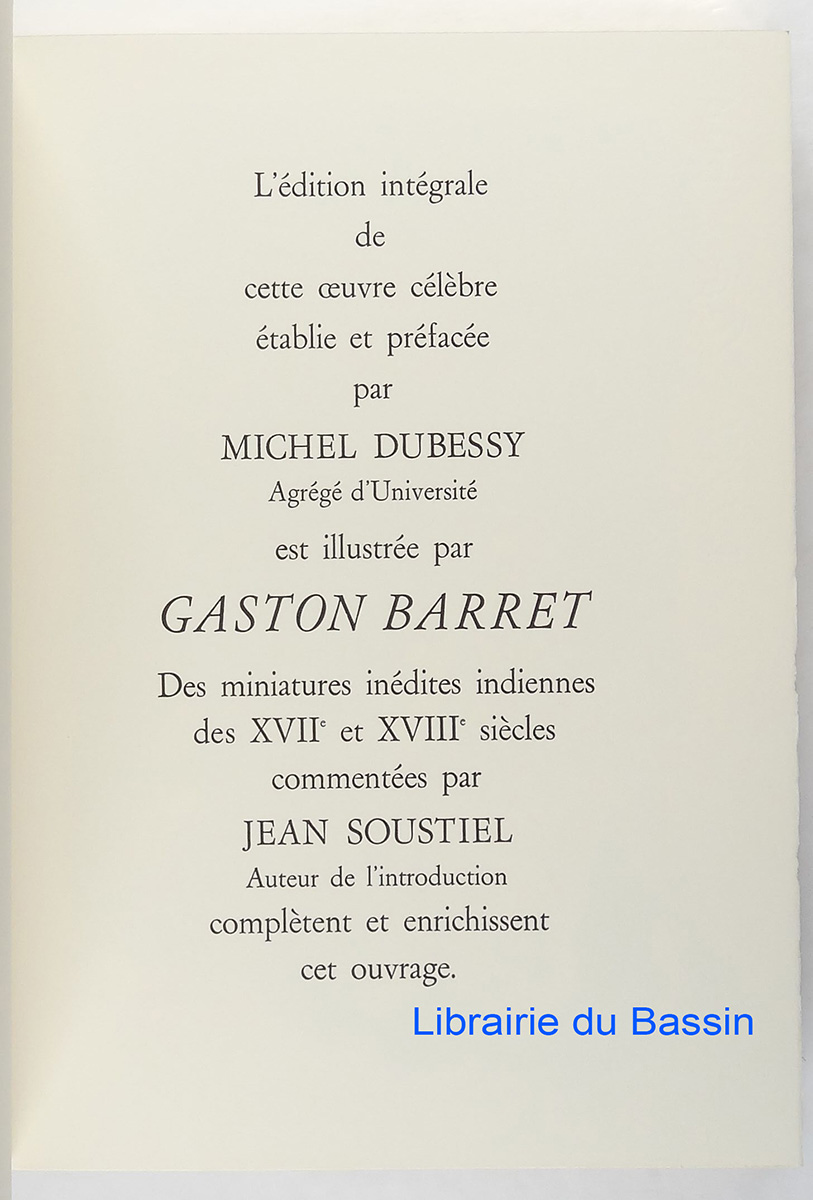 L'édition intégrale
de
cette œuvre célèbre
établie et préfacée
par
MICHEL DUBESSY
Agrégé d'Université
est illustrée par
GASTON BARRET
Des miniatures inédites indiennes
des XVIIe et XVIIIe siècles
commentées par
JEAN SOUSTIEL
Auteur de l'introduction
complètent et enrichissent
cet ouvrage.
Librairie du Bassin